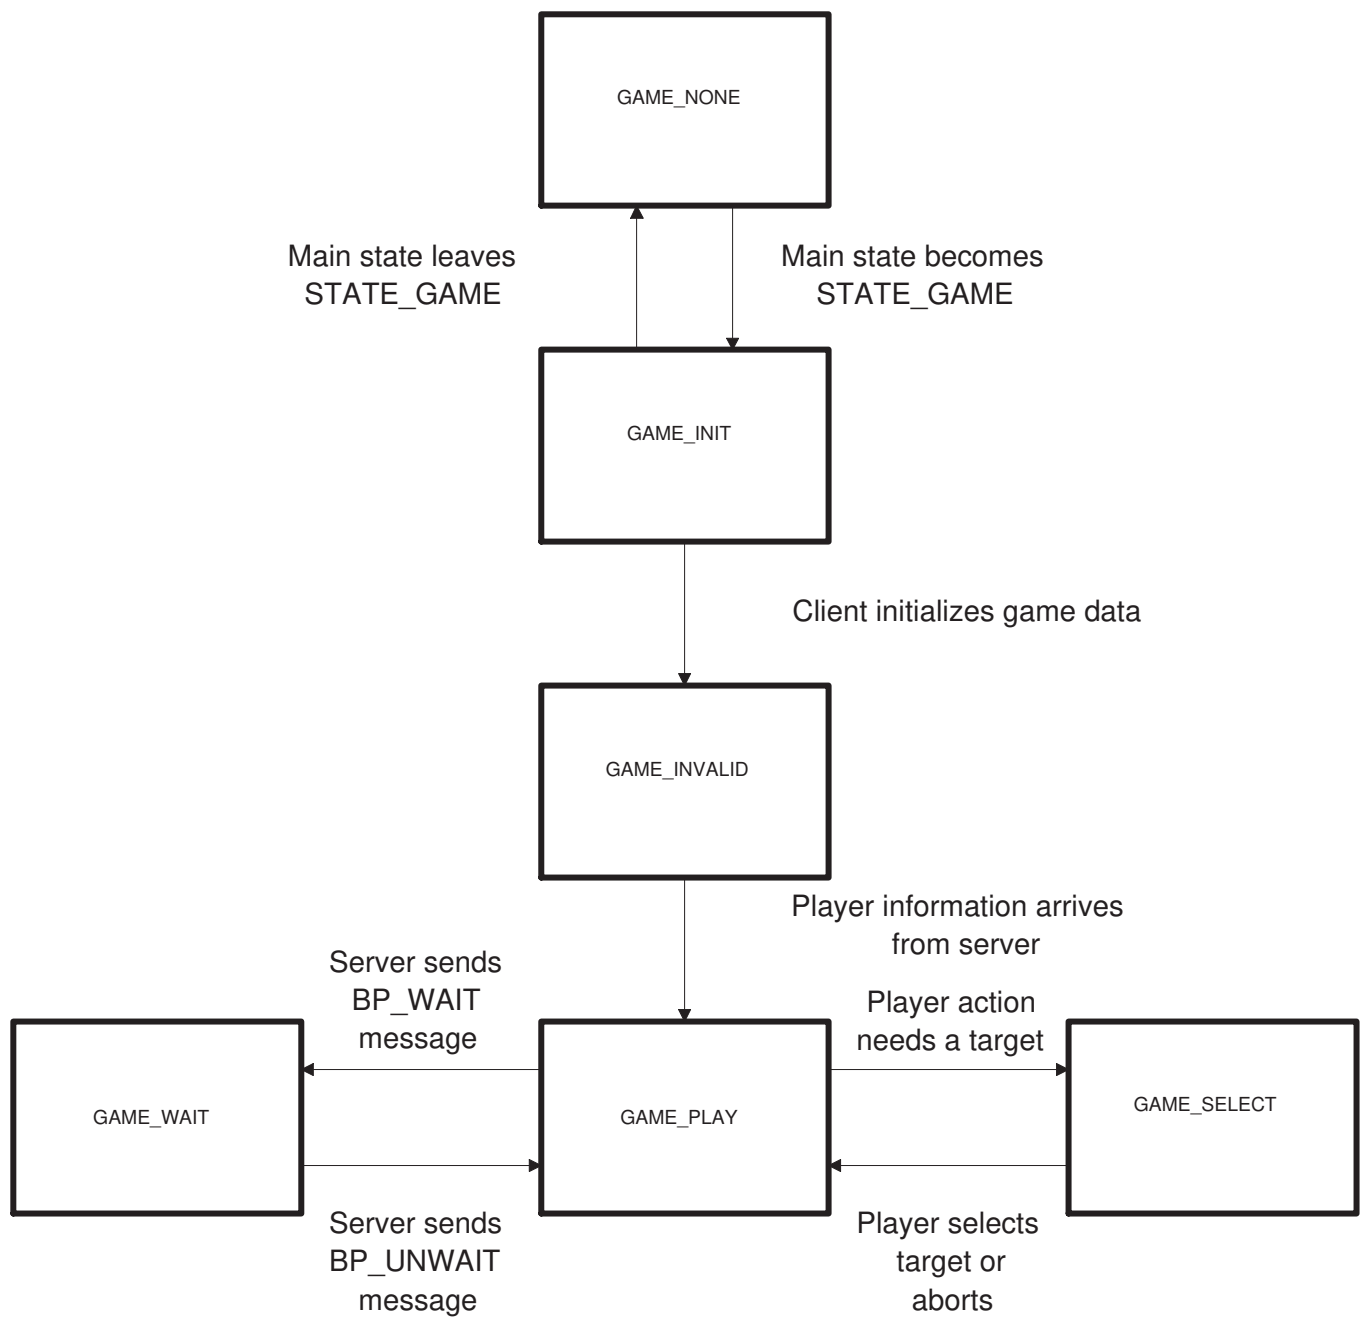 GAME_NONE
Main state leaves
STATE_GAME
Main state becomes
STATE_GAME
GAME_INIT
Client initializes game data
GAME_INVALID
Player information arrives
from server
Server sends
BP_WAIT
message
Player action
needs a target
GAME_WAIT
GAME_PLAY
GAME_SELECT
Server sends
BP_UNWAIT
message
Player selects
target or
aborts